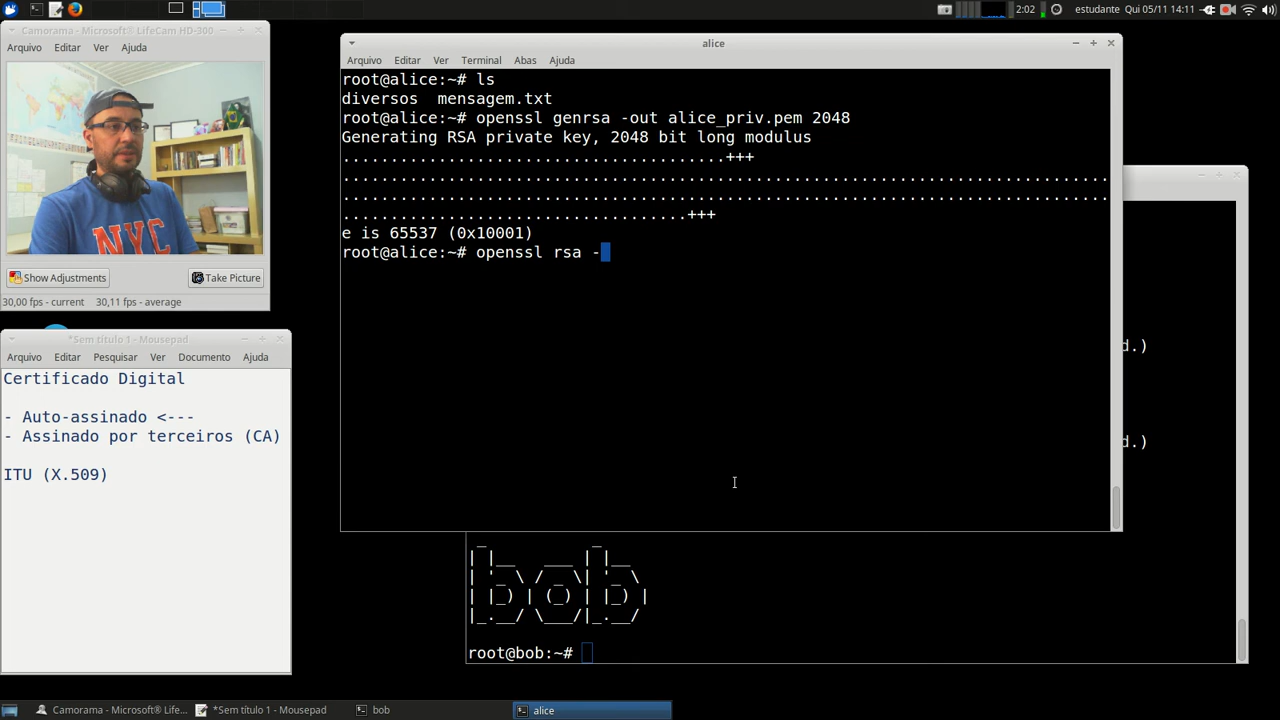 2:02 estudante Qui 05/11 14:11
Camorama - Microsoft® LifeCam HD-300
Arquivo Editar Ver Ajuda
Show Adjustments Take Picture
30,00 fps - current 30,11 fps - average
*Sem título 1 - Mousepad
Arquivo Editar Pesquisar Ver Documento Ajuda
Certificado Digital
- Auto-assinado <---
- Assinado por terceiros (CA)
ITU (X.509)
alice
Arquivo Editar Ver Terminal Abas Ajuda
root@alice:~# ls
diversos mensagem.txt
root@alice:~# openssl genrsa -out alice_priv.pem 2048
Generating RSA private key, 2048 bit long modulus
.........................................+++
................................................................................
................................................................................
.....................................+++
e is 65537 (0x10001)
root@alice:~# openssl rsa -
d.)
d.)
bob
root@bob:~#
Camorama - Microsoft® Life... *Sem título 1 - Mousepad bob alice